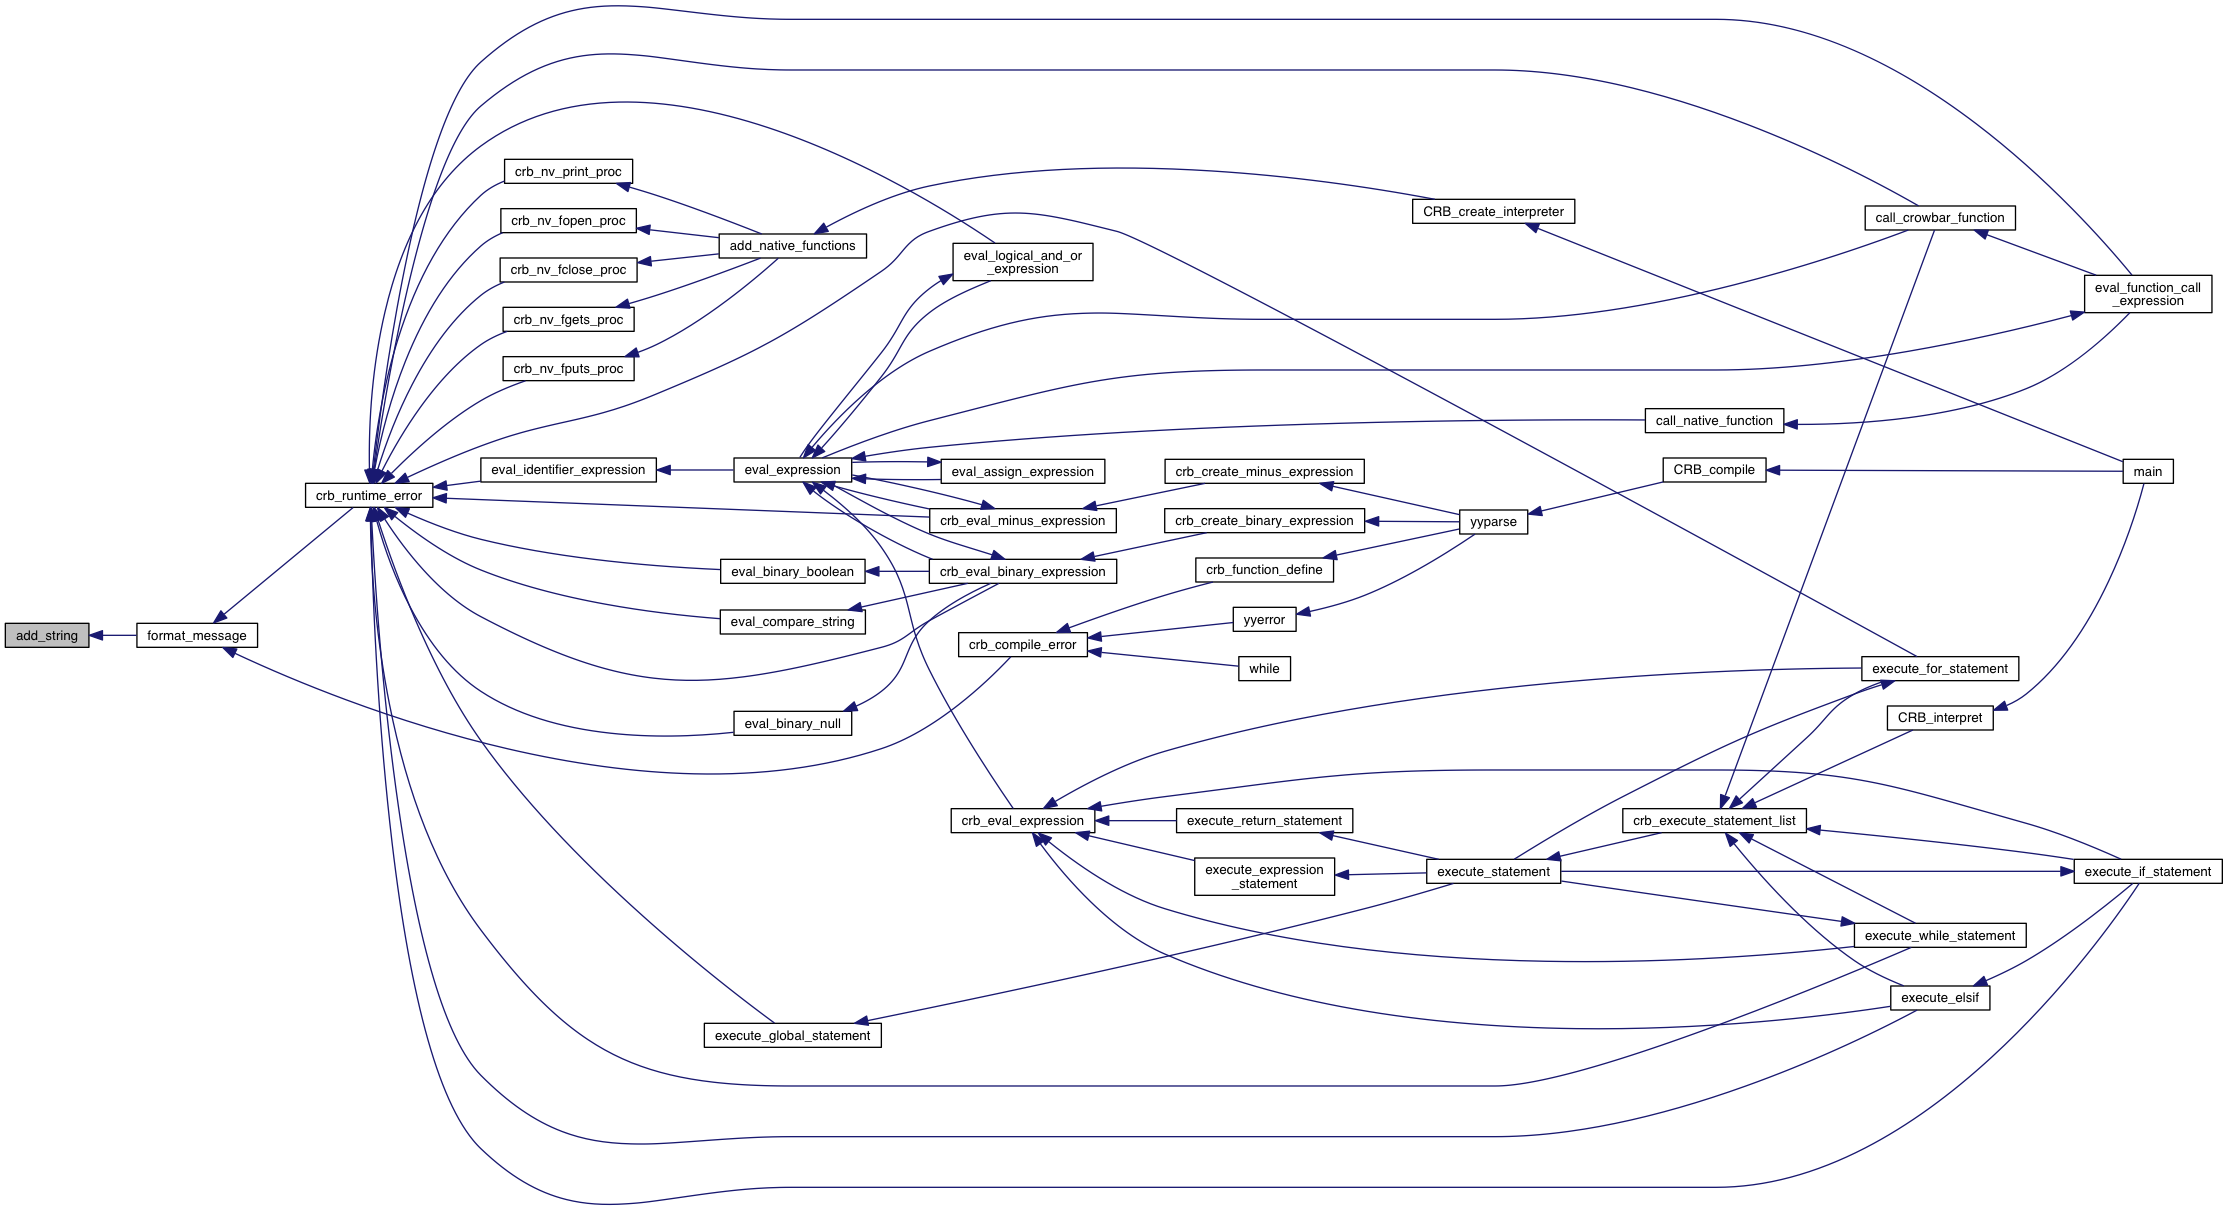 crb_nv_print_proc
crb_nv_fopen_proc
crb_nv_fclose_proc
crb_nv_fgets_proc
crb_nv_fputs_proc
add_native_functions
eval_logical_and_or
_expression
CRB_create_interpreter
call_crowbar_function
eval_function_call
_expression
call_native_function
crb_runtime_error
eval_identifier_expression
eval_expression
eval_assign_expression
crb_create_minus_expression
CRB_compile
main
crb_eval_minus_expression
crb_create_binary_expression
yyparse
eval_binary_boolean
crb_eval_binary_expression
crb_function_define
add_string
format_message
eval_compare_string
crb_compile_error
yyerror
while
execute_for_statement
eval_binary_null
CRB_interpret
crb_eval_expression
execute_return_statement
crb_execute_statement_list
execute_expression
_statement
execute_statement
execute_if_statement
execute_while_statement
execute_elsif
execute_global_statement